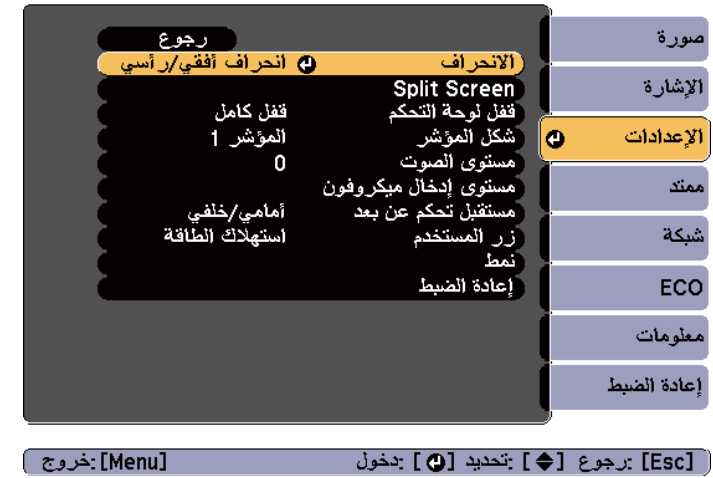 صورة
الإشارة
الإعدادات
ممتد
شبكة
ECO
معلومات
إعادة الضبط
رجوع
الانحراف انحراف أفقي/رأسي
Split Screen
قفل لوحة التحكم قفل كامل
شكل المؤشر المؤشر 1
مستوى الصوت 0
مستوى إدخال ميكروفون
مستقبل تحكم عن بعد أمامي/خلفي
زر المستخدم استهلاك الطاقة
نمط
إعادة الضبط
[Esc] :رجوع [◆] :تحديد [⏎] :دخول [Menu] :خروج